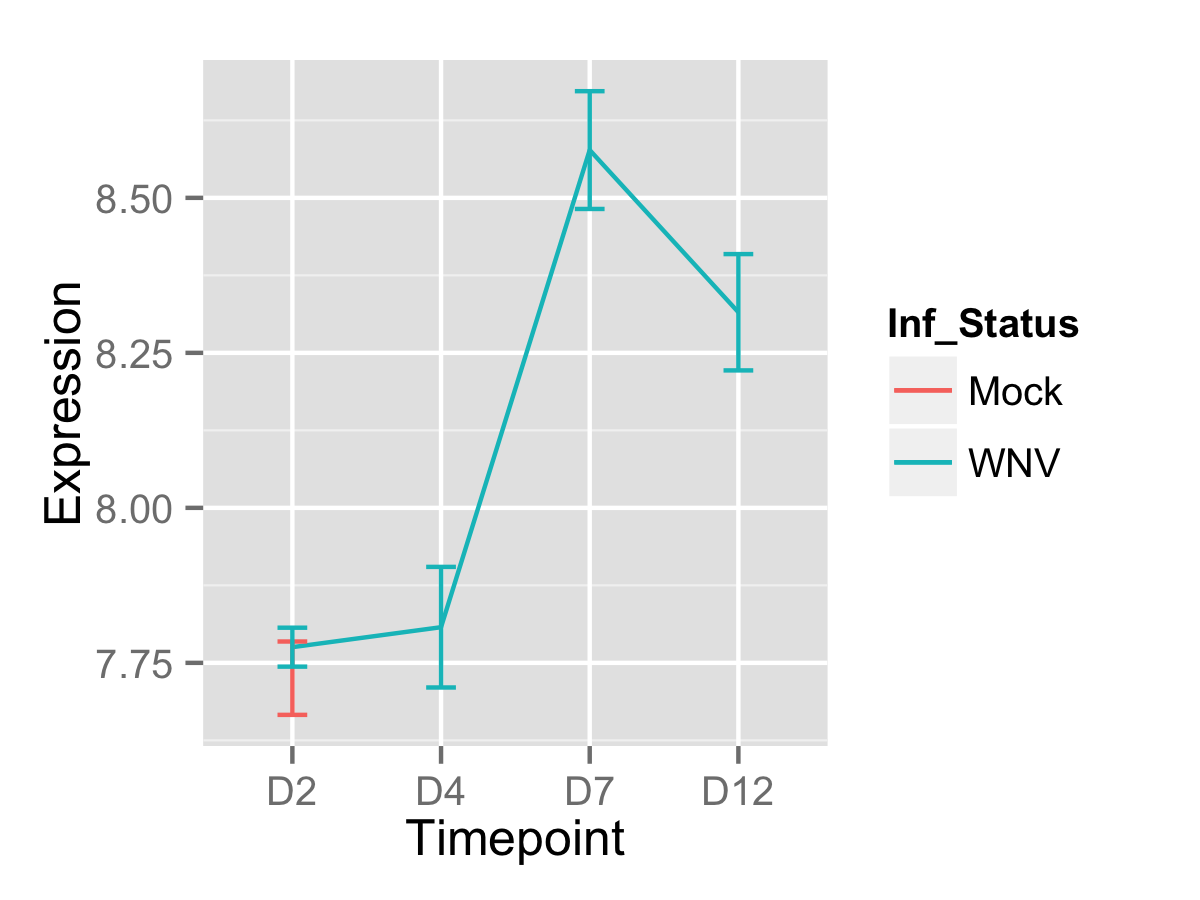 8.50
8.25
8.00
7.75
Expression
D2 D4 D7 D12
Timepoint
Inf_Status
Mock
WNV